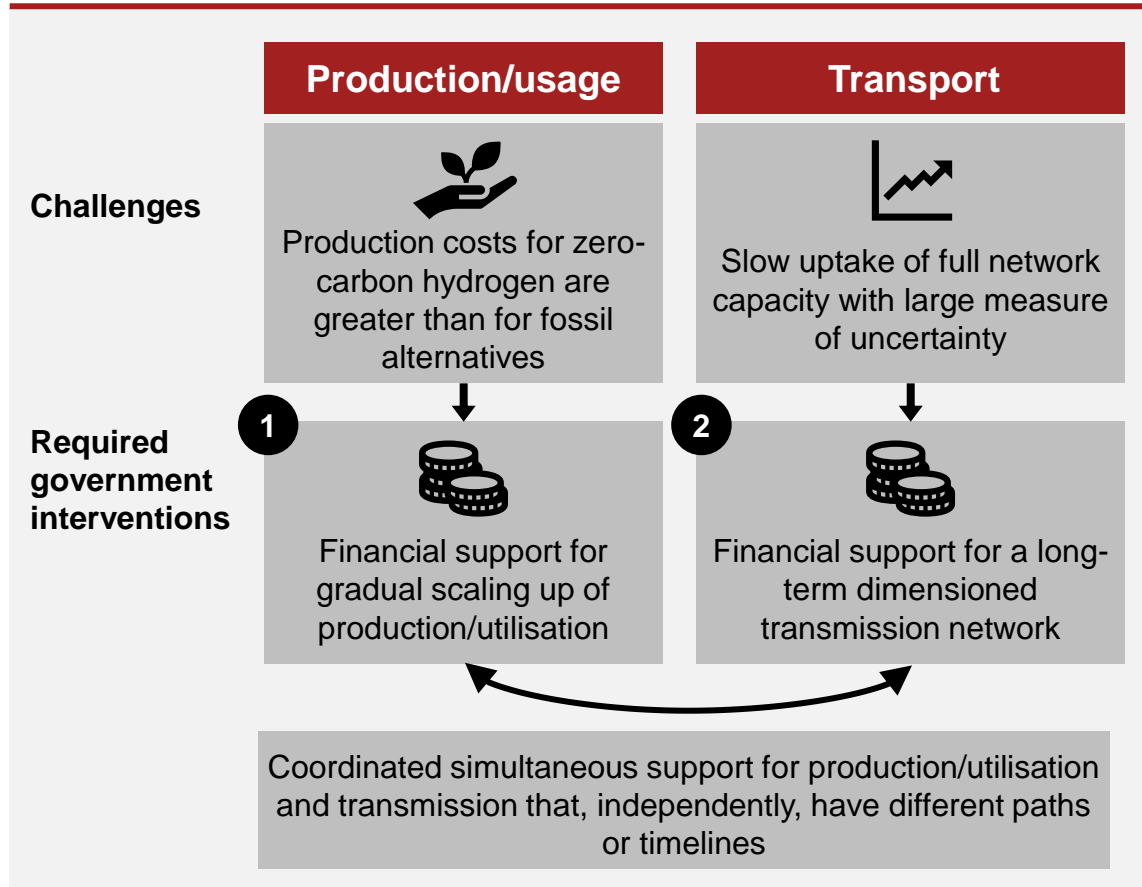 Production/usage
Transport
Challenges
Production costs for zero-
carbon hydrogen are
greater than for fossil
alternatives
Slow uptake of full network
capacity with large measure
of uncertainty
Required
government
interventions
1
Financial support for
gradual scaling up of
production/utilisation
2
Financial support for a long-
term dimensioned
transmission network
Coordinated simultaneous support for production/utilisation
and transmission that, independently, have different paths
or timelines